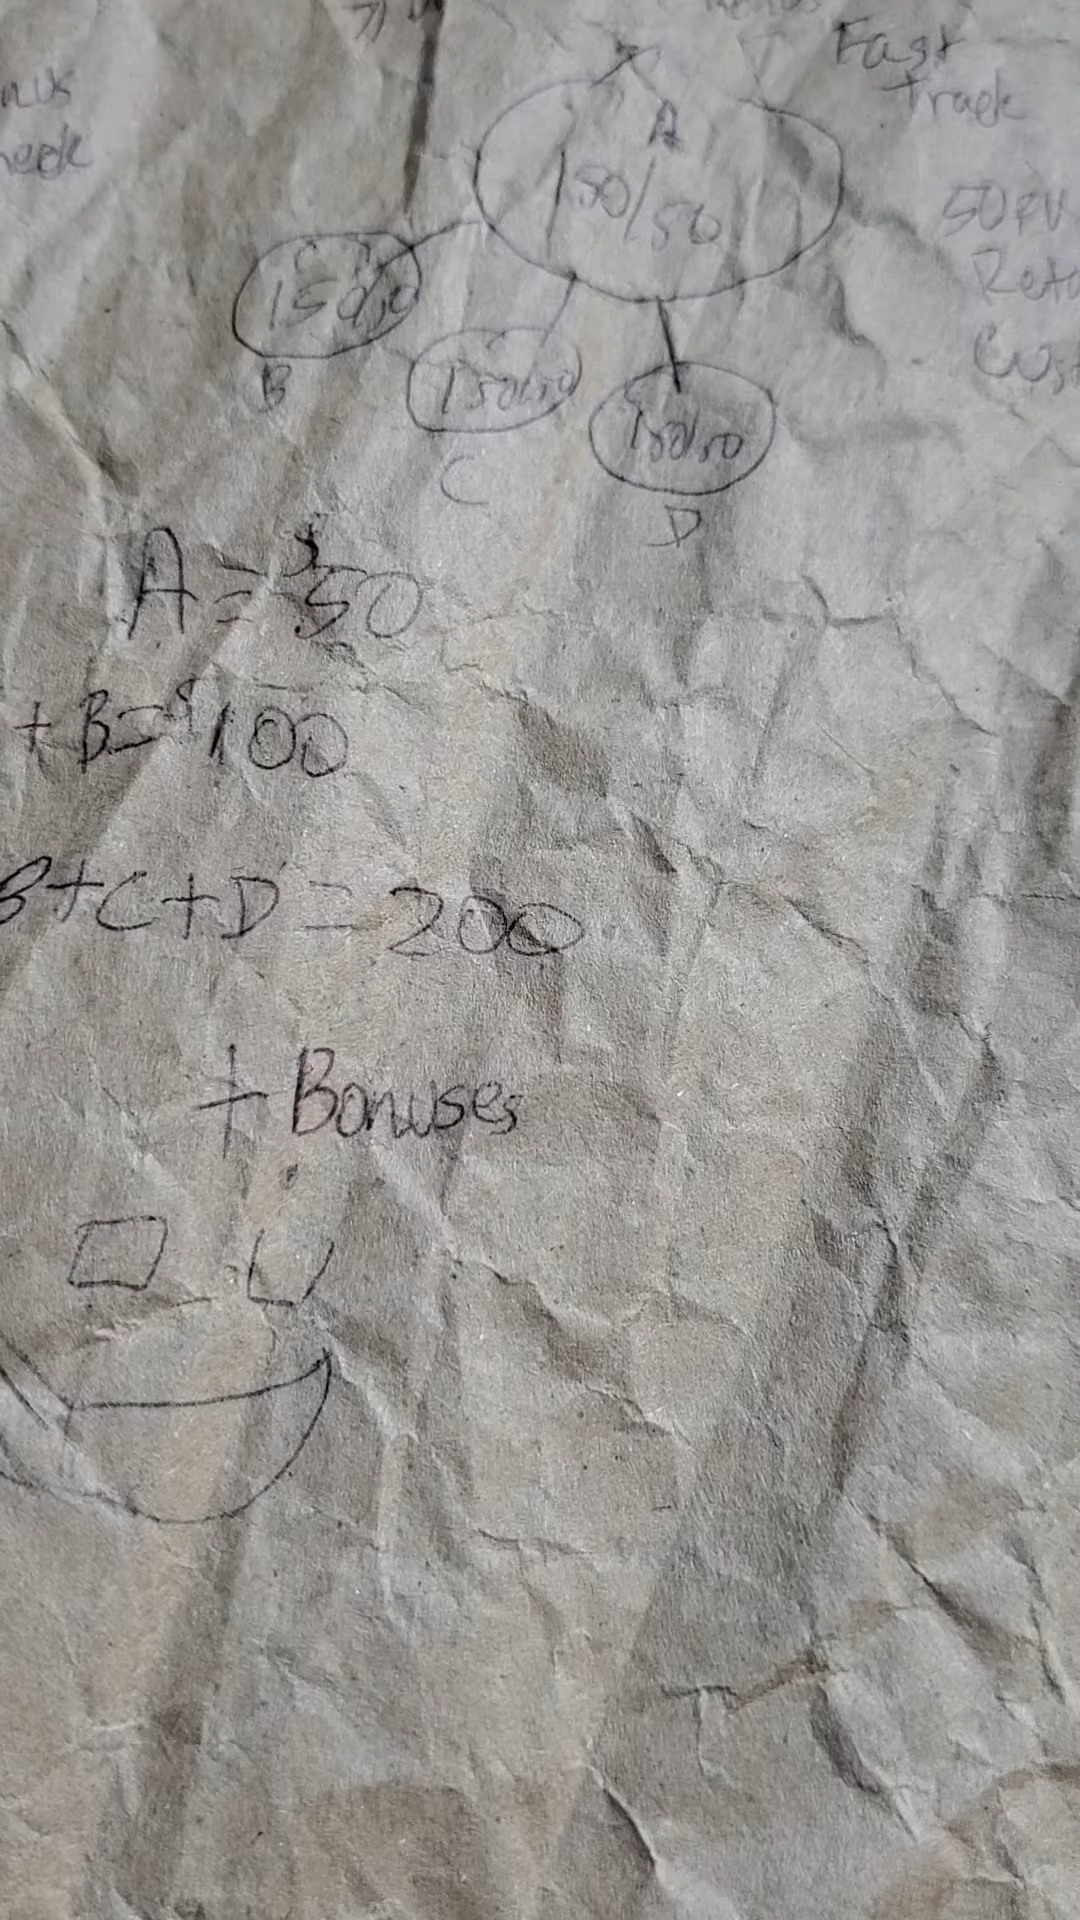 Fast
Track
A
150/50
50PV
150/50
B
150/50
C
150/50
D
A = $50
+ B = $100
B+C+D = 200
+ Bonuses